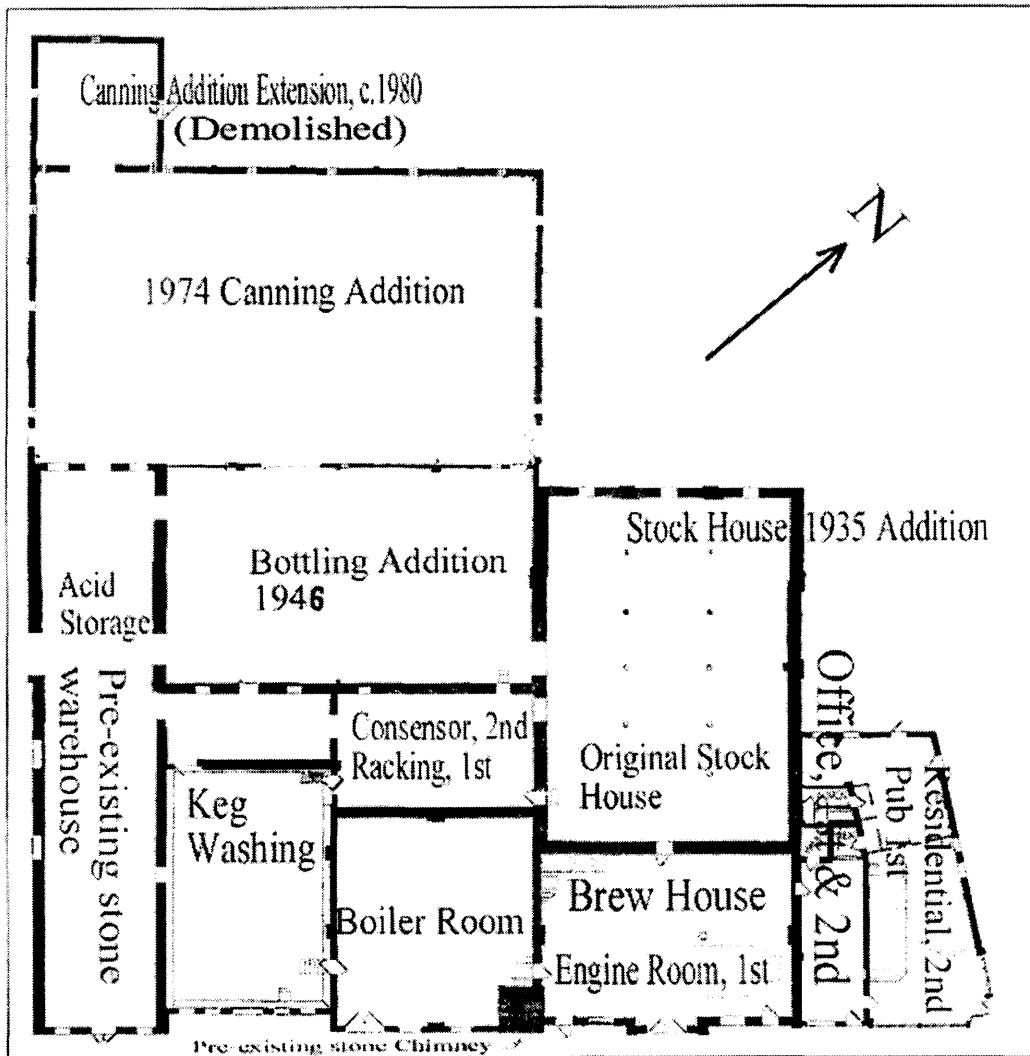 Canning Addition Extension, c.1980
(Demolished)
N
1974 Canning Addition
Stock House 1935 Addition
Bottling Addition
1946
Acid
Storage
Pre-existing stone
warehouse
Consensor, 2nd
Racking, 1st
Original Stock
House
Office, 1st & 2nd
Pub 1st
Residential, 2nd
Keg
Washing
Boiler Room
Brew House
Engine Room, 1st
Pre-existing stone Chimney